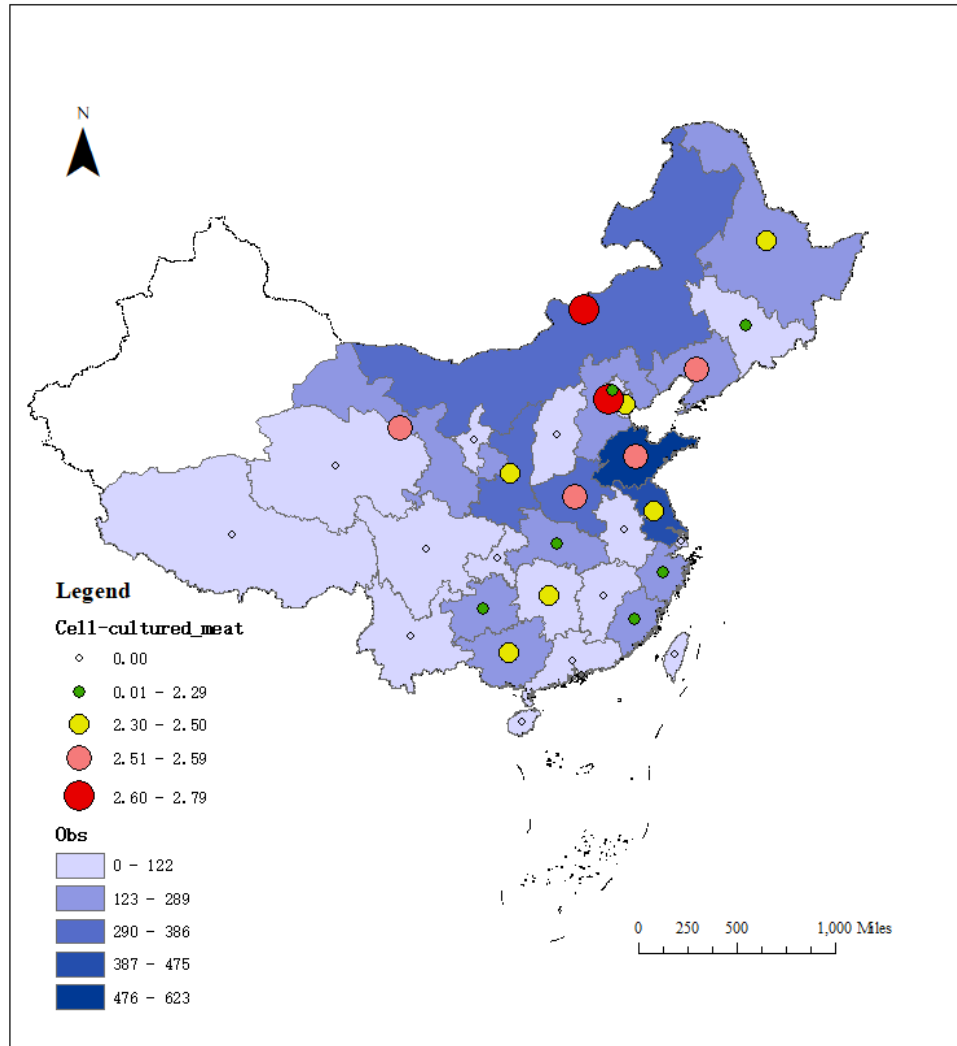 N
Legend
Cell-cultured_meat
0.00
0.01 - 2.29
2.30 - 2.50
2.51 - 2.59
2.60 - 2.79
Obs
0 - 122
123 - 289
290 - 386
387 - 475
476 - 623
0 250 500 1,000 Miles